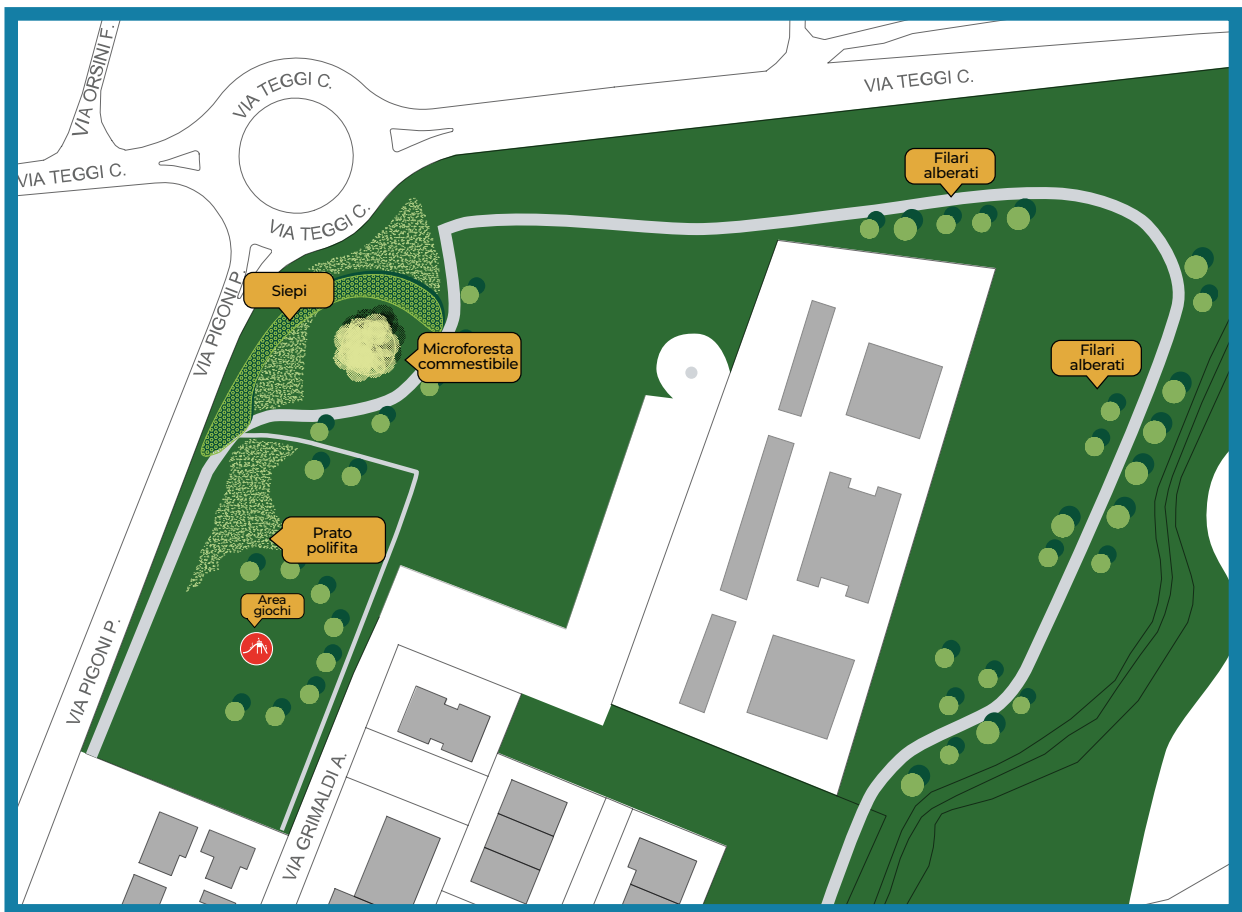 VIA ORSINI F.
VIA TEGGI C.
VIA TEGGI C.
VIA TEGGI C.
VIA TEGGI C.
Filari
alberati
Siepi
VIA PIGONI P.
Microforesta
commestibile
Filari
alberati
Prato
polifita
Area
giochi
VIA PIGONI P.
VIA GRIMALDI A.